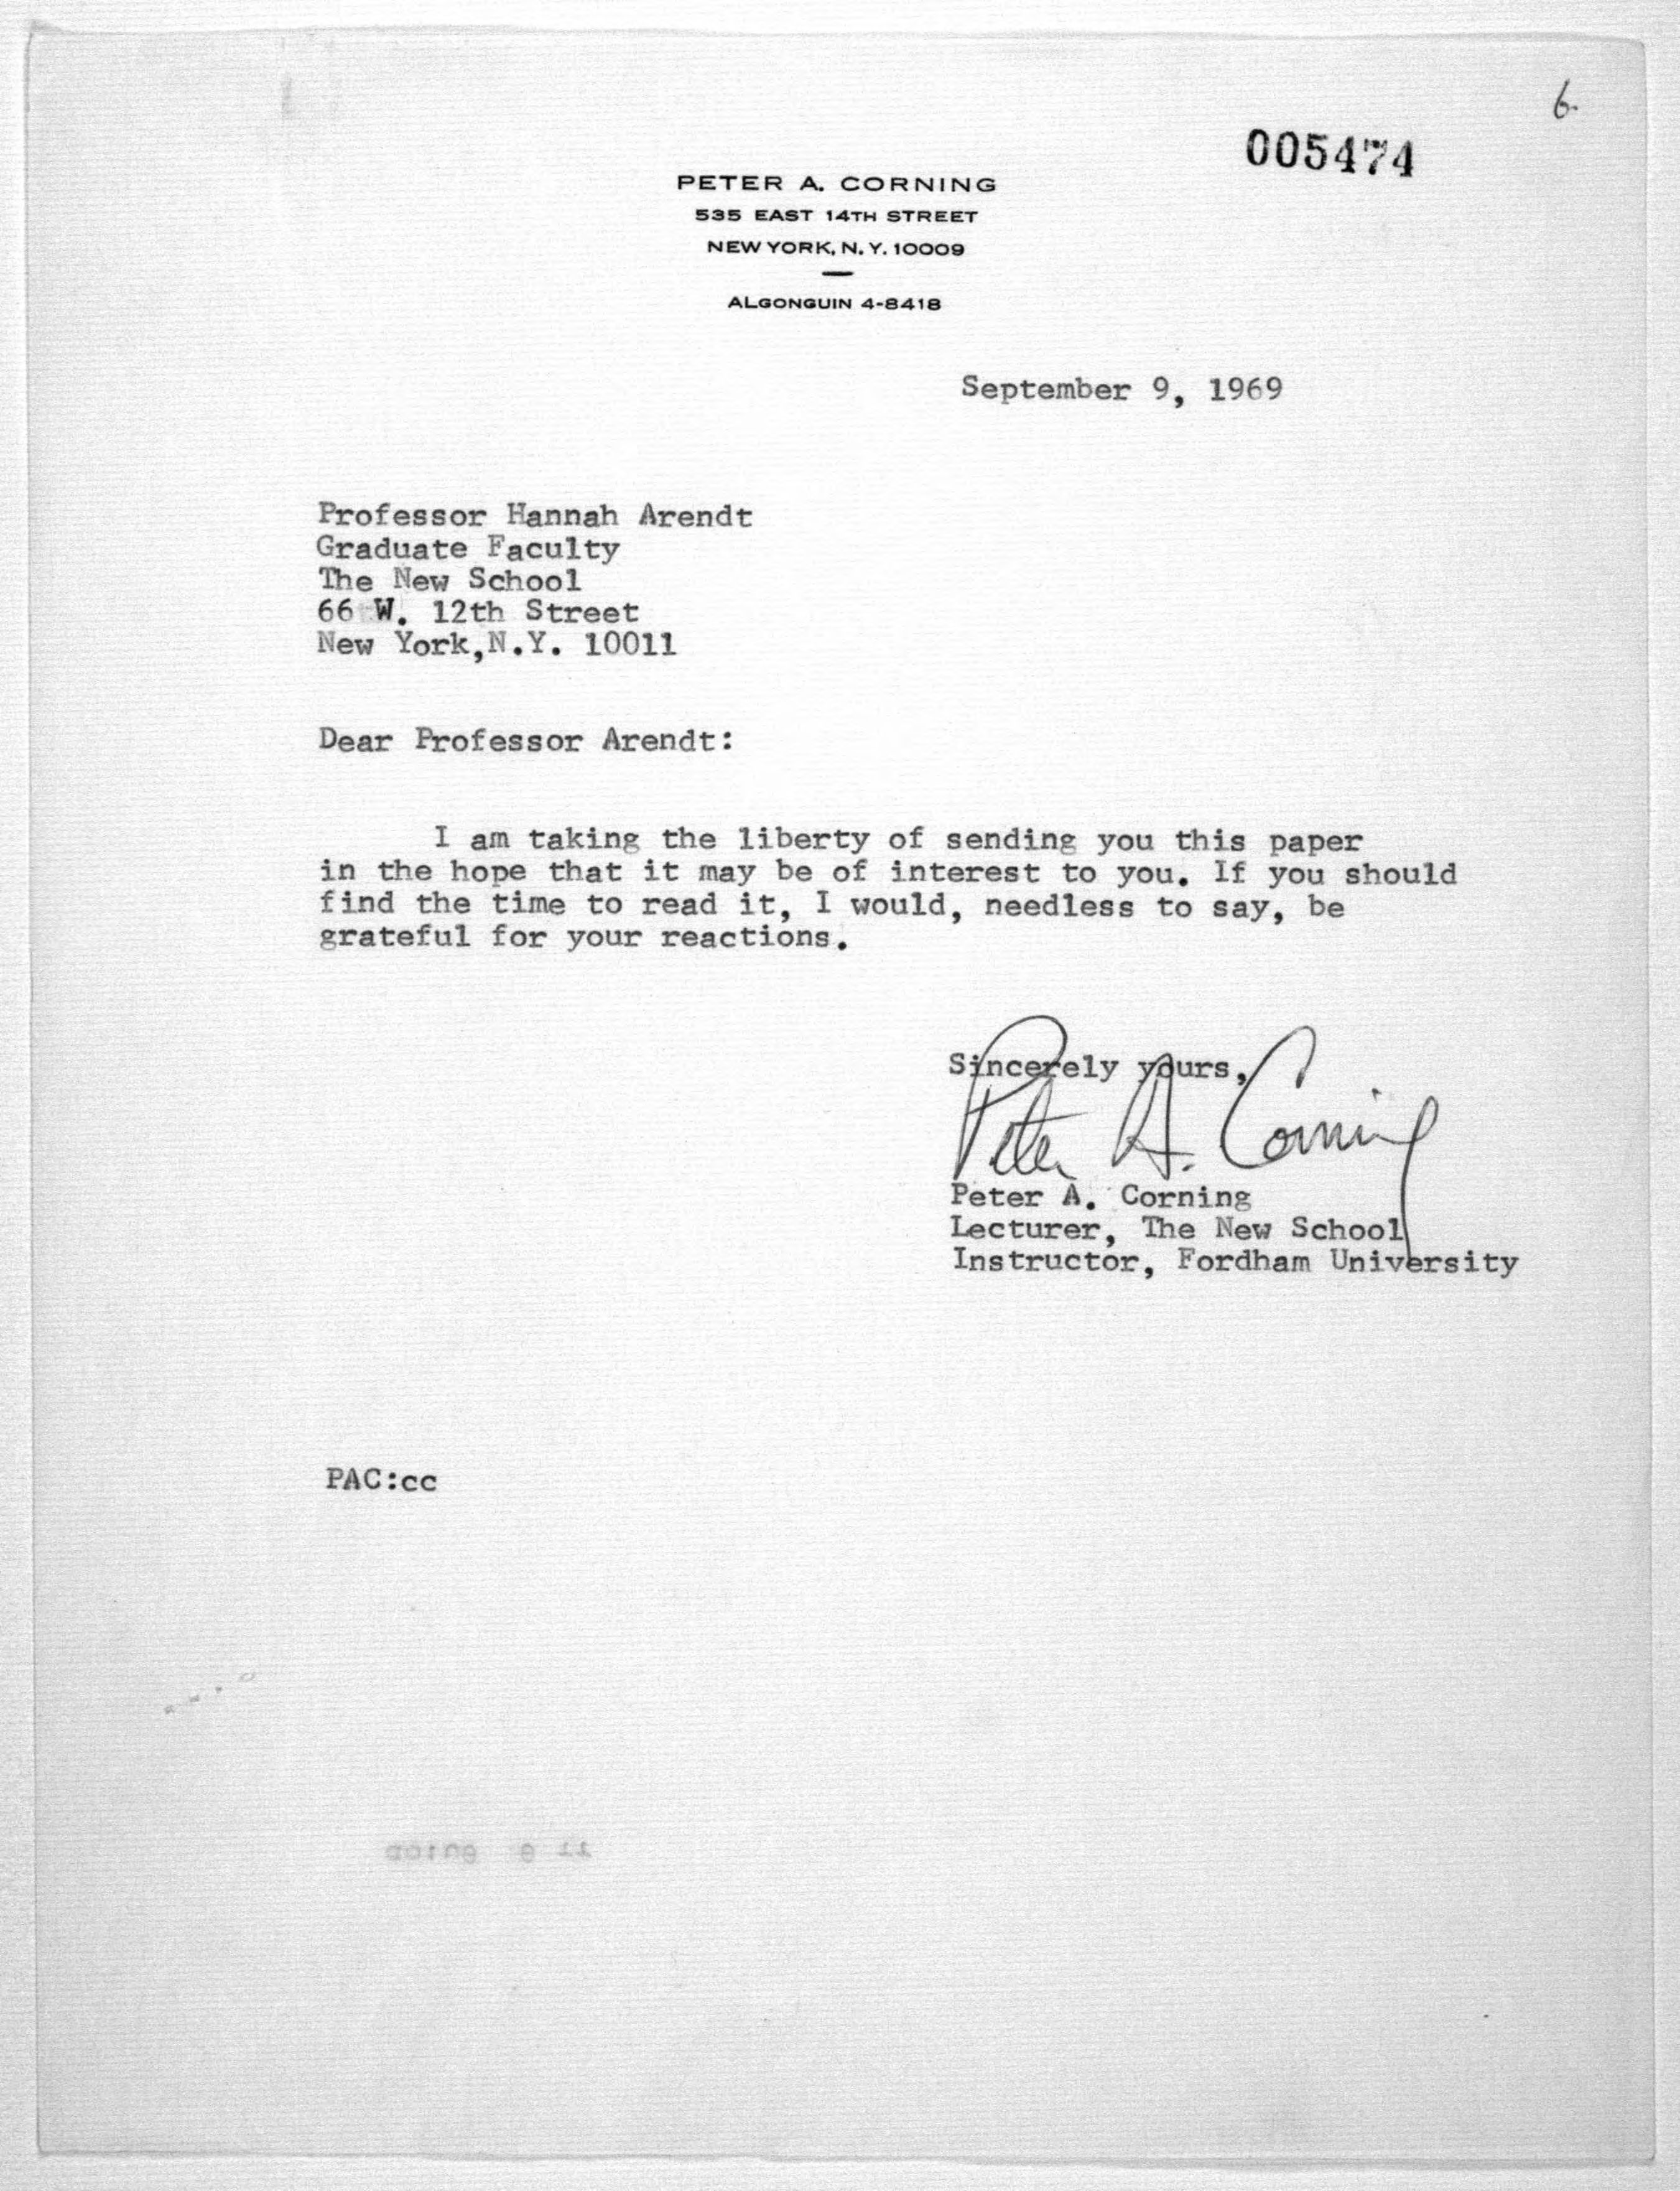 6.
005474
PETER A. CORNING
535 EAST 14TH STREET
NEW YORK, N.Y. 10009
ALGONGUIN 4-8418
September 9, 1969
Professor Hannah Arendt
Graduate Faculty
The New School
66 W. 12th Street
New York,N.Y. 10011
Dear Professor Arendt:
I am taking the liberty of sending you this paper
in the hope that it may be of interest to you. If you should
find the time to read it, I would, needless to say, be
grateful for your reactions.
Sincerely yours,
Peter A. Corning
Peter A. Corning
Lecturer, The New School
Instructor, Fordham University
PAC:cc